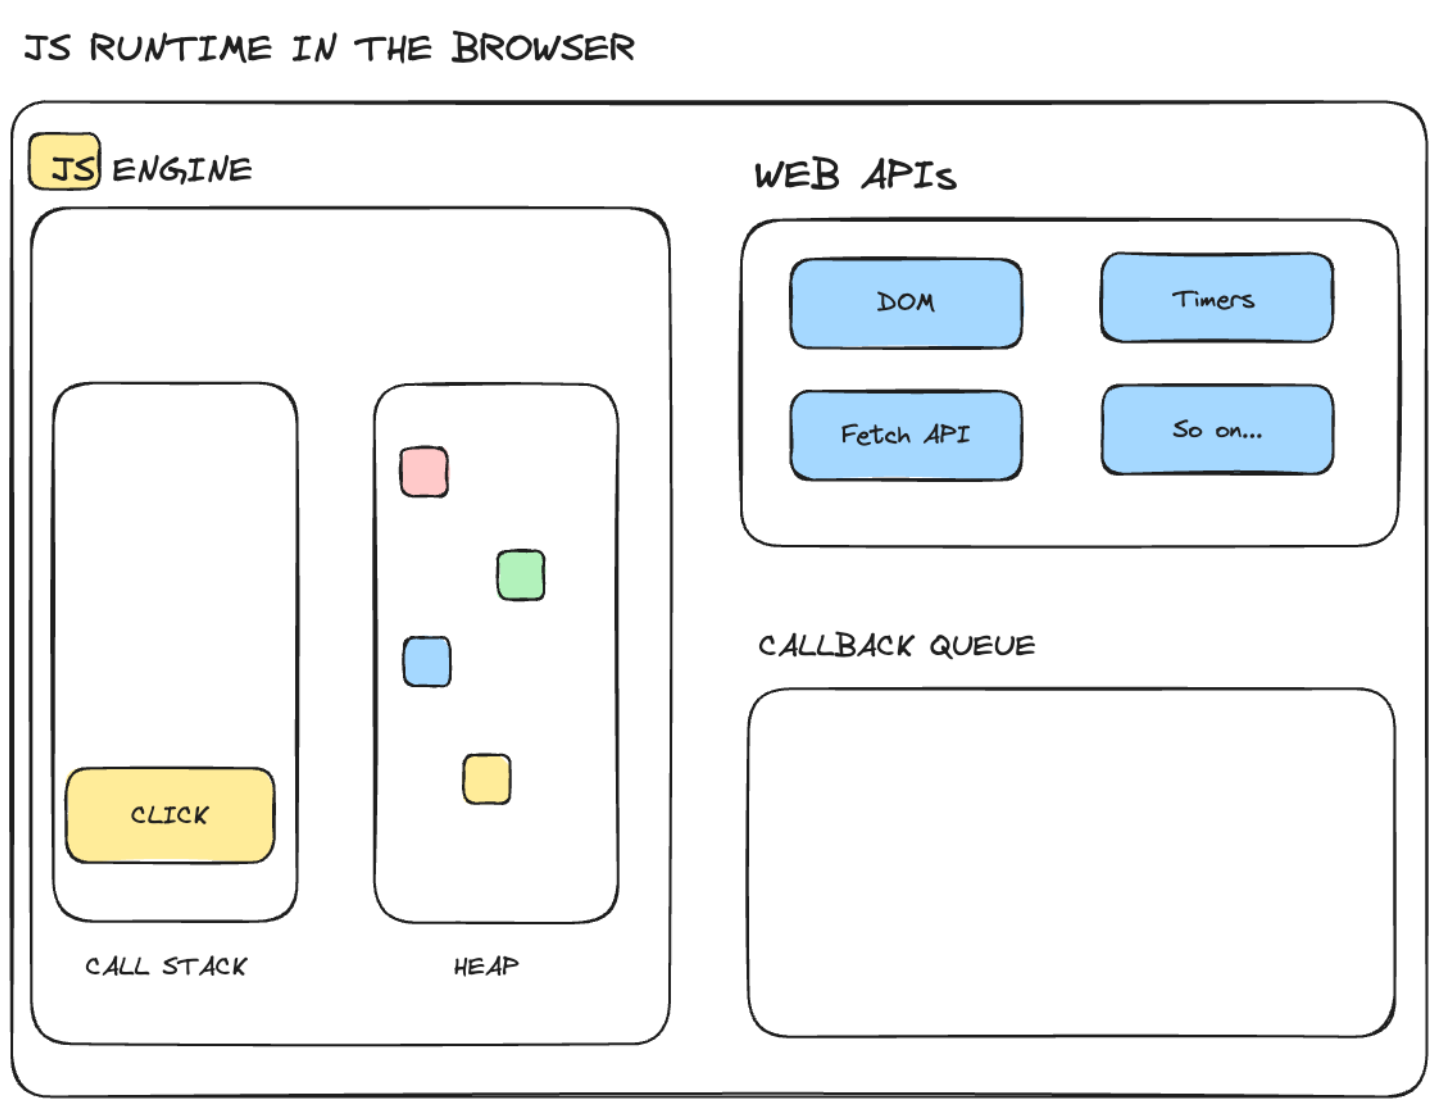 JS RUNTIME IN THE BROWSER
JS ENGINE
WEB APIs
DOM
Timers
Fetch API
So on...
CALLBACK QUEUE
CLICK
CALL STACK
HEAP